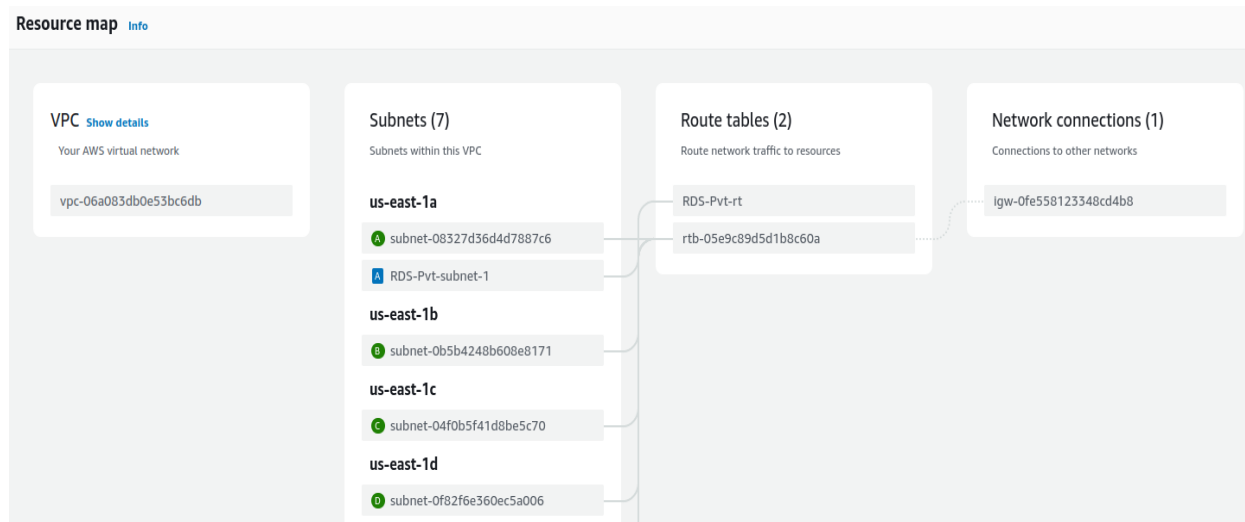 Resource map Info
VPC Show details
Your AWS virtual network
vpc-06a083db0e53bc6db
Subnets (7)
Subnets within this VPC
us-east-1a
A subnet-08327d36d4d7887c6
A RDS-Pvt-subnet-1
us-east-1b
B subnet-0b5b4248b608e8171
us-east-1c
C subnet-04f0b5f41d8be5c70
us-east-1d
D subnet-0f82f6e360ec5a006
Route tables (2)
Route network traffic to resources
RDS-Pvt-rt
rtb-05e9c89d5d1b8c60a
Network connections (1)
Connections to other networks
igw-0fe558123348cd4b8